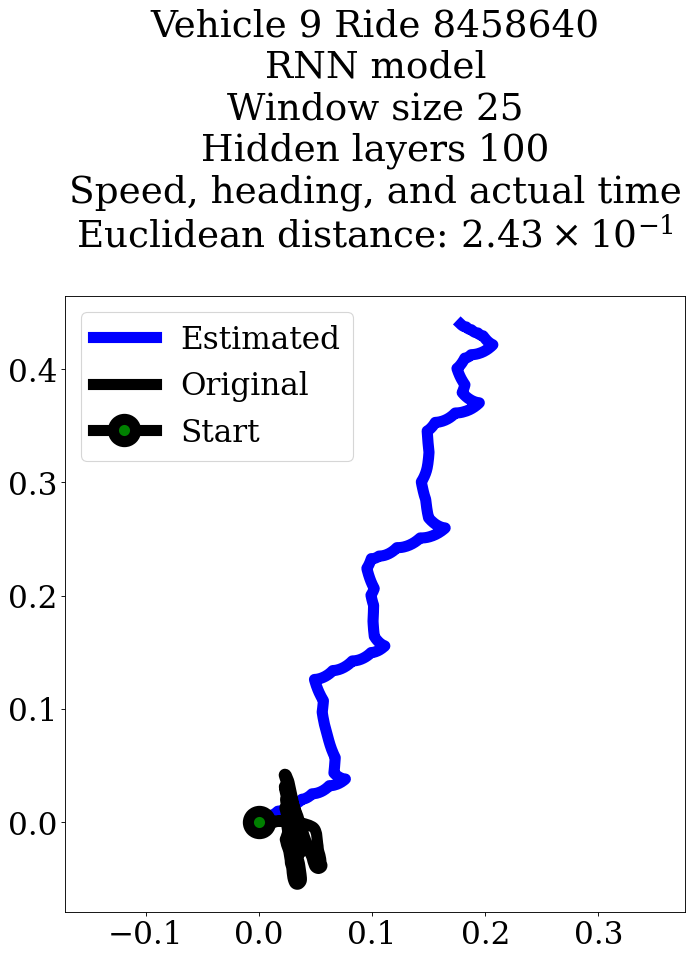 Vehicle 9 Ride 8458640
RNN model
Window size 25
Hidden layers 100
Speed, heading, and actual time
Euclidean distance: 2.43 × 10⁻¹
Estimated
Original
Start
0.4
0.3
0.2
0.1
0.0
−0.1 0.0 0.1 0.2 0.3